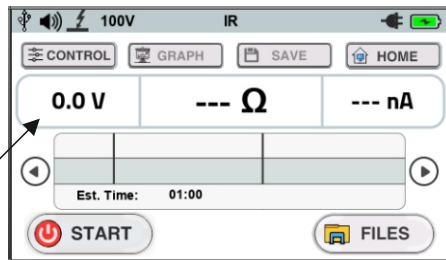 100V IR
CONTROL GRAPH SAVE HOME
0.0 V --- Ω --- nA
Est. Time: 01:00
START FILES